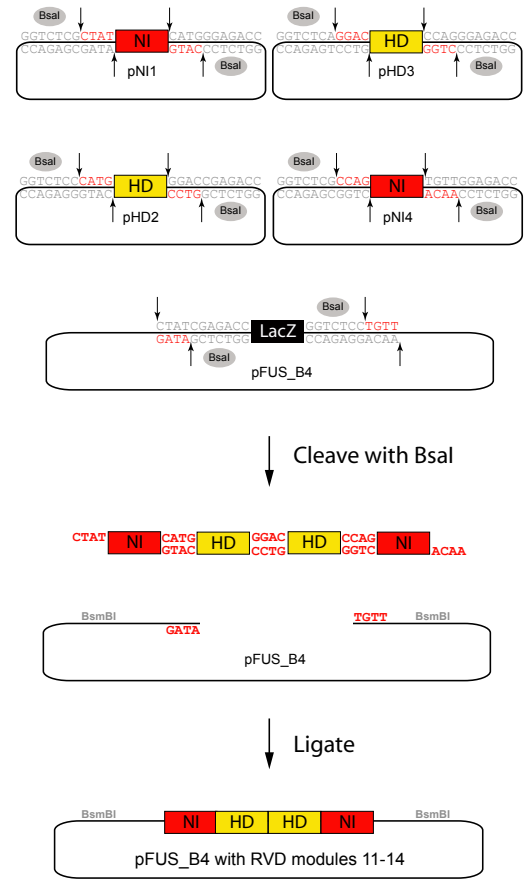 BsaI
GGTCTCGCTAT NI CATGGGAGACC
CCAGAGCGATA GTACCCTCTGG
BsaI
pNI1
BsaI
GGTCTCAGGAC HD CCAGGGAGACC
CCAGAGTCCTG GGTCCCTCTGG
BsaI
pHD3
BsaI
GGTCTCCCATG HD GGACCGAGACC
CCAGAGGGTAC CCTGGCTCTGG
BsaI
pHD2
BsaI
GGTCTCGCCAG NI TGTTGGAGACC
CCAGAGCGGTC ACAACCTCTGG
BsaI
pNI4
BsaI
CTATCGAGACC LacZ GGTCTCCTGTT
GATAGCTCTGG CCAGAGGACAA
BsaI
pFUS_B4
Cleave with BsaI
CTAT NI CATG HD GGAC HD CCAG NI
GTAC CCTG GGTC ACAA
BsmBI TGTT BsmBI
GATA
pFUS_B4
Ligate
BsmBI NI HD HD NI BsmBI
pFUS_B4 with RVD modules 11-14